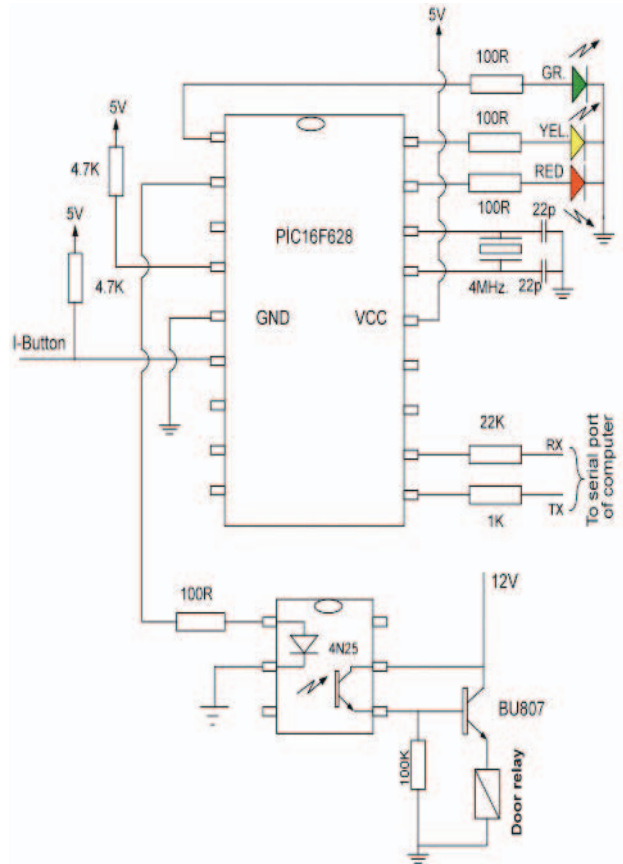 5V
100R
GR.
5V
100R
YEL.
4.7K
RED
5V
PIC16F628
100R
22p
4.7K
4MHz.
22p
GND
VCC
I-Button
22K
RX
To serial port
of computer
TX
1K
12V
100R
4N25
BU807
100K
Door relay